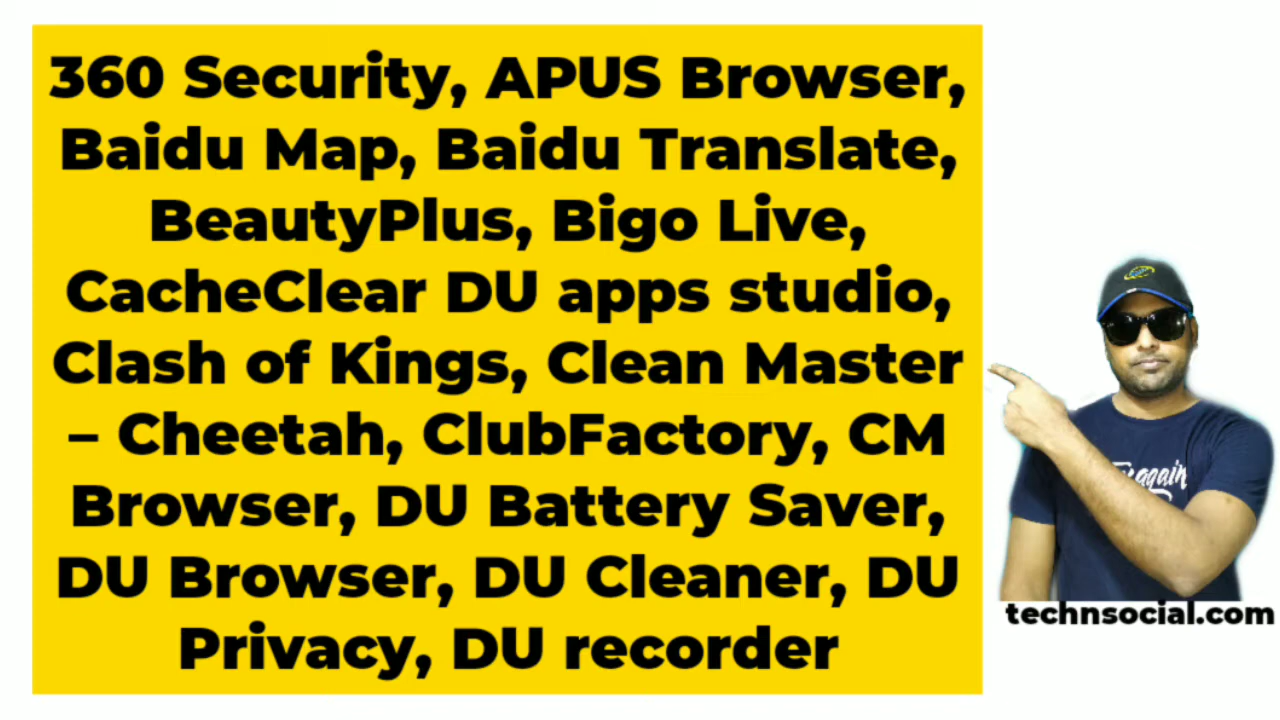 360 Security, APUS Browser,
Baidu Map, Baidu Translate,
BeautyPlus, Bigo Live,
CacheClear DU apps studio,
Clash of Kings, Clean Master
– Cheetah, ClubFactory, CM
Browser, DU Battery Saver,
DU Browser, DU Cleaner, DU
Privacy, DU recorder
again
technsocial.com